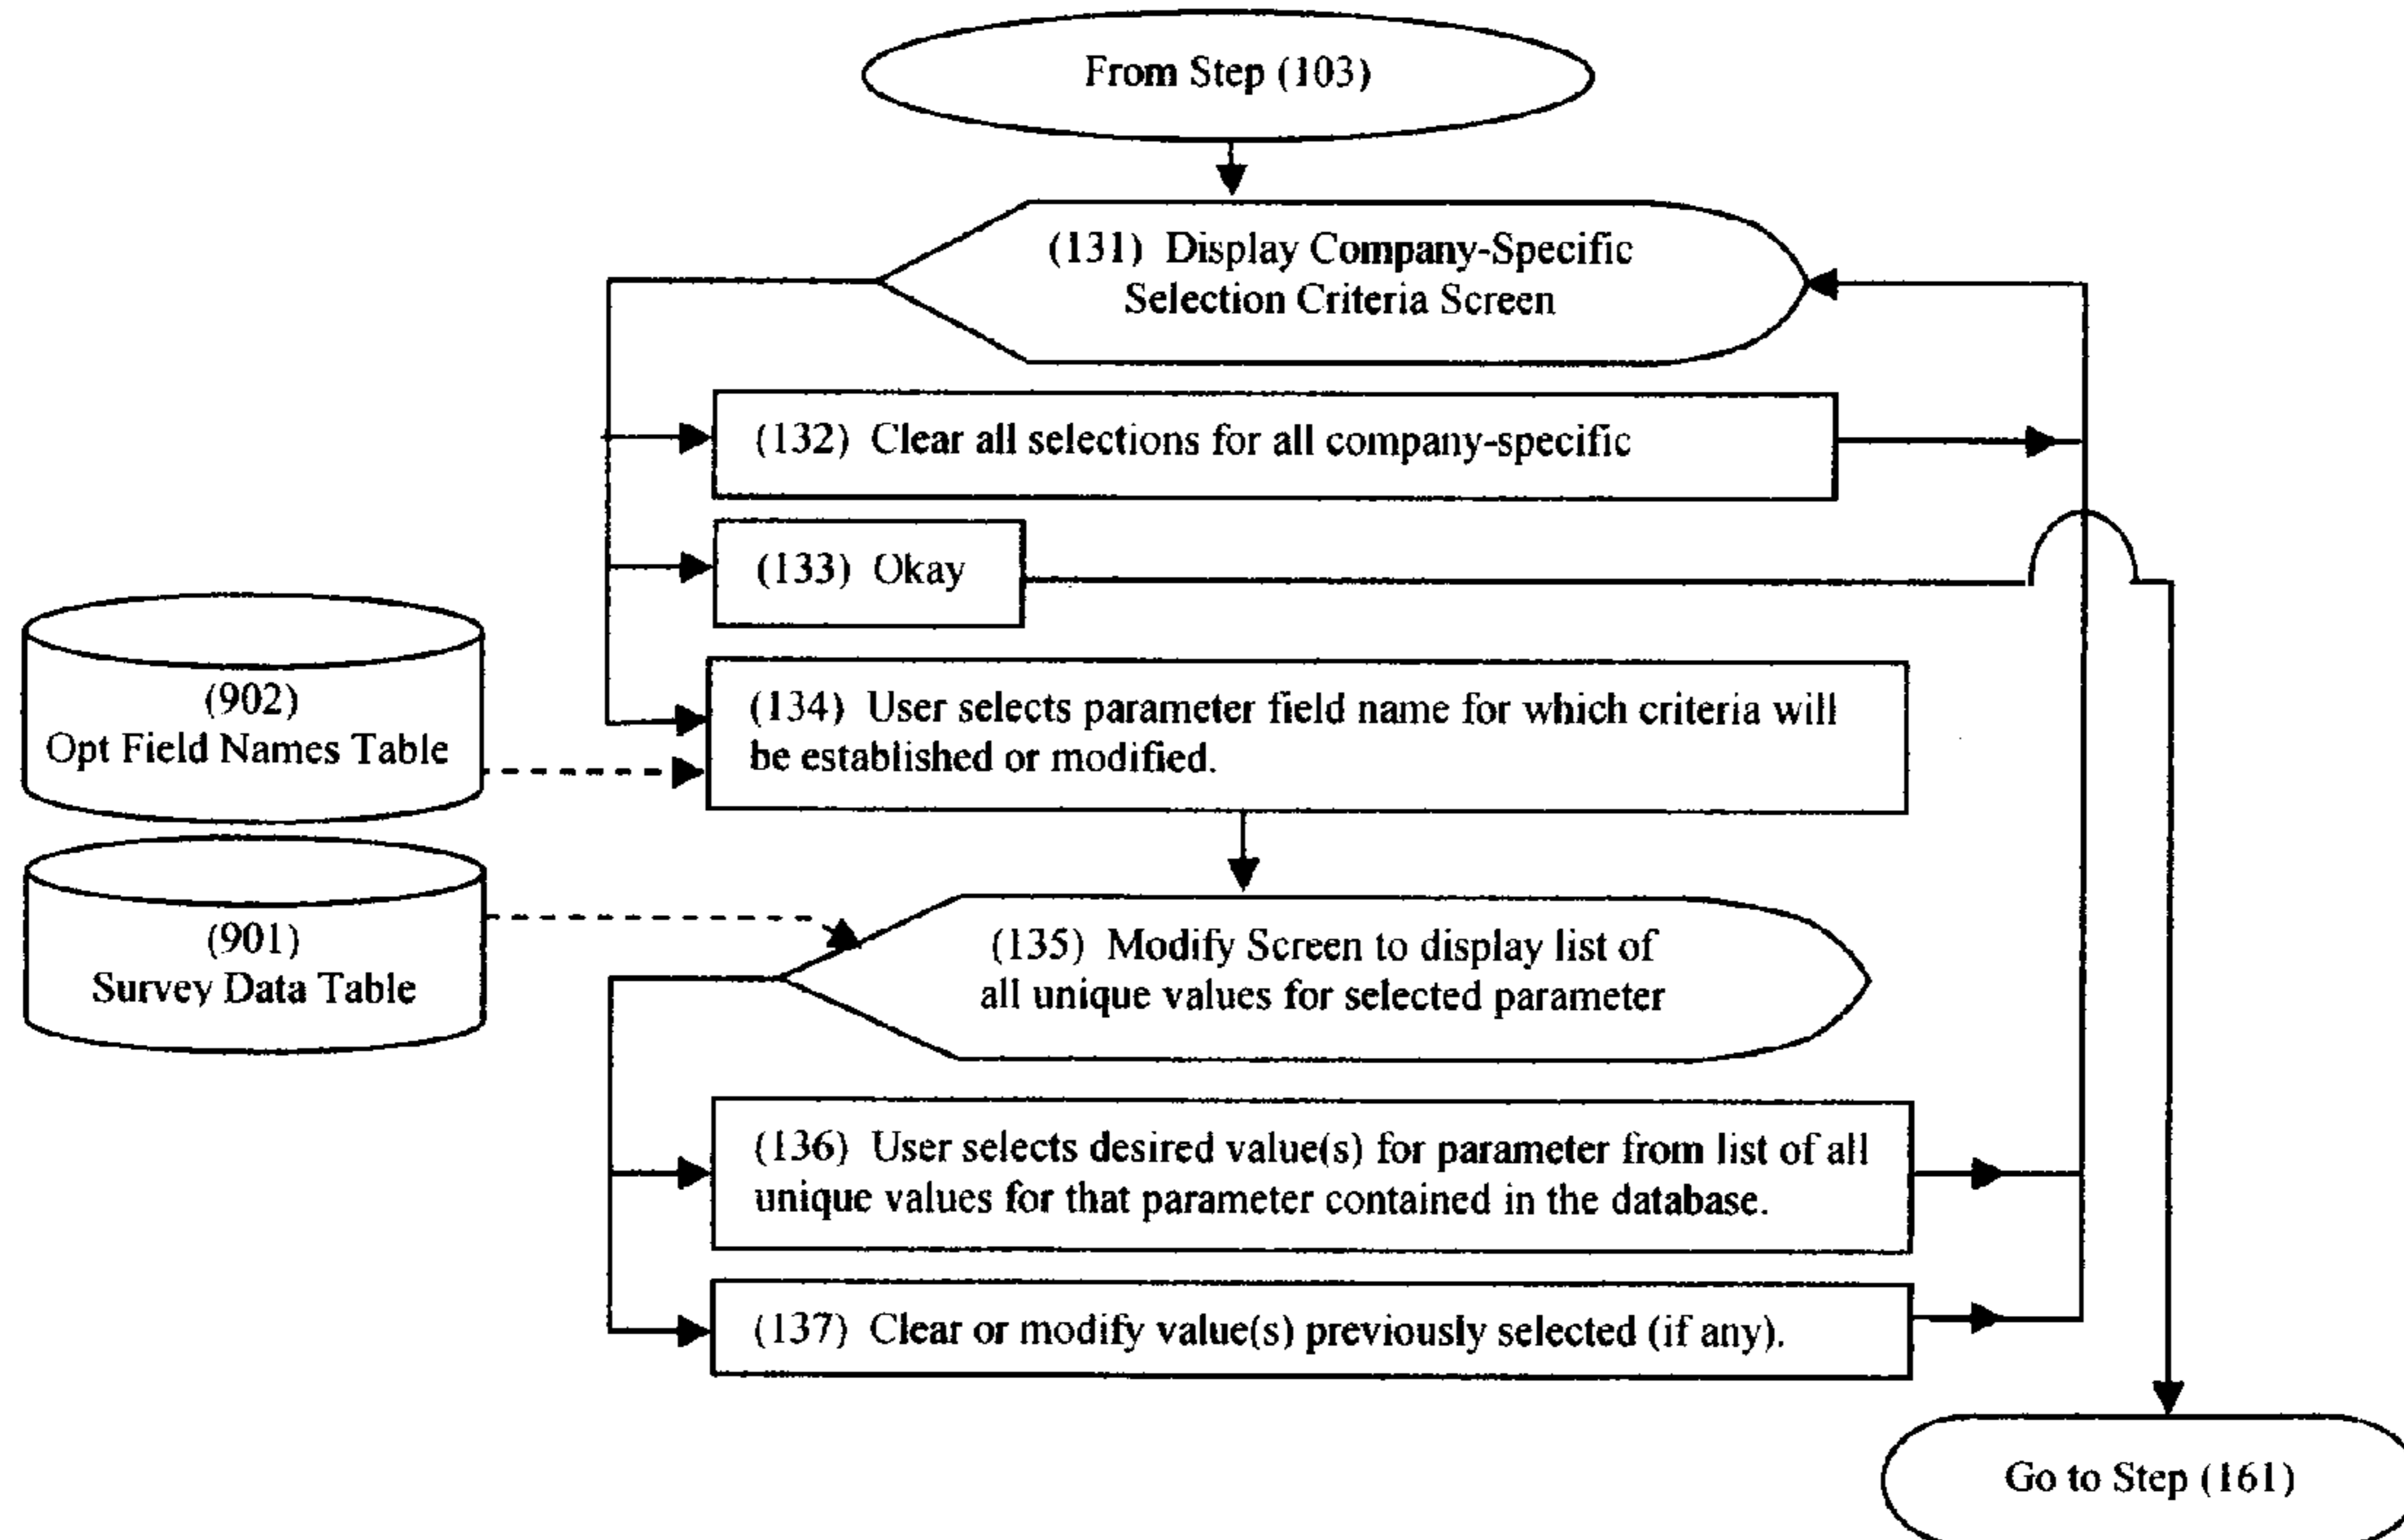 From Step (103)
(131) Display Company-Specific
Selection Criteria Screen
(132) Clear all selections for all company-specific
(133) Okay
(902)
Opt Field Names Table
(134) User selects parameter field name for which criteria will
be established or modified.
(901)
Survey Data Table
(135) Modify Screen to display list of
all unique values for selected parameter
(136) User selects desired value(s) for parameter from list of all
unique values for that parameter contained in the database.
(137) Clear or modify value(s) previously selected (if any).
Go to Step (161)